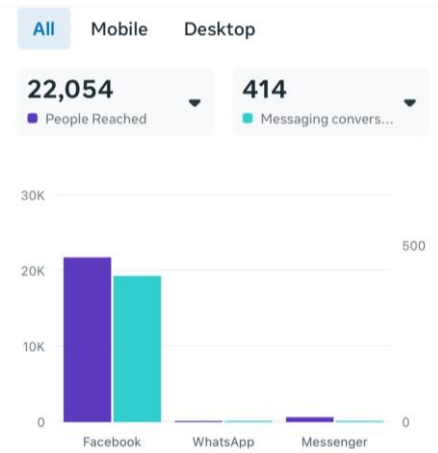 All Mobile Desktop
22,054
People Reached
414
Messaging convers...
30K
20K
10K
0
500
0
Facebook WhatsApp Messenger